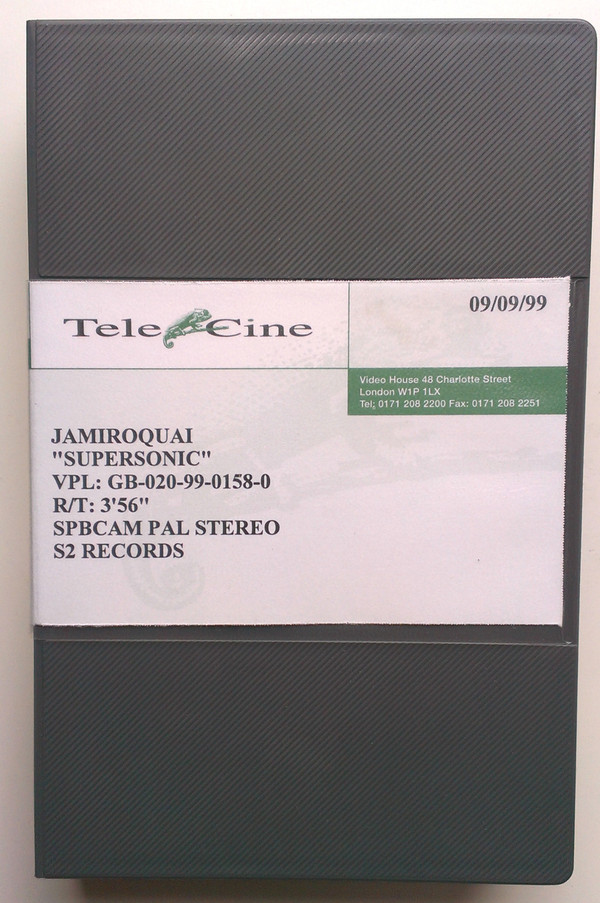 Tele Cine
09/09/99
Video House 48 Charlotte Street
London W1P 1LX
Tel; 0171 208 2200 Fax: 0171 208 2251
JAMIROQUAI
"SUPERSONIC"
VPL: GB-020-99-0158-0
R/T: 3'56"
SPBCAM PAL STEREO
S2 RECORDS